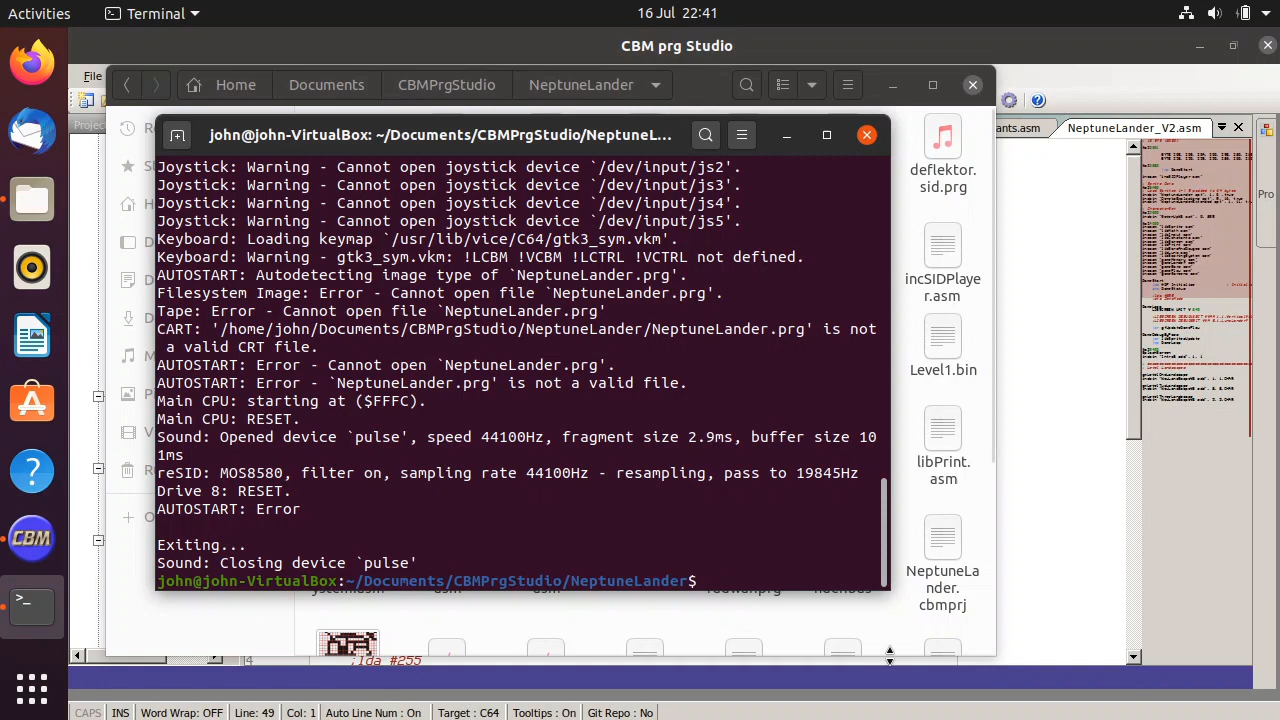 Activities
Terminal
16 Jul 22:41
CBM prg Studio
File
Home
Documents
CBMPrgStudio
NeptuneLander
john@john-VirtualBox: ~/Documents/CBMPrgStudio/NeptuneL...
ants.asm
NeptuneLander_V2.asm
Joystick: Warning - Cannot open joystick device `/dev/input/js2'.
Joystick: Warning - Cannot open joystick device `/dev/input/js3'.
Joystick: Warning - Cannot open joystick device `/dev/input/js4'.
Joystick: Warning - Cannot open joystick device `/dev/input/js5'.
Keyboard: Loading keymap `/usr/lib/vice/C64/gtk3_sym.vkm'.
Keyboard: Warning - gtk3_sym.vkm: !LCBM !VCBM !LCTRL !VCTRL not defined.
AUTOSTART: Autodetecting image type of `NeptuneLander.prg'.
Filesystem Image: Error - Cannot open file `NeptuneLander.prg'.
Tape: Error - Cannot open file `NeptuneLander.prg'
CART: '/home/john/Documents/CBMPrgStudio/NeptuneLander/NeptuneLander.prg' is not
 a valid CRT file.
AUTOSTART: Error - Cannot open `NeptuneLander.prg'.
AUTOSTART: Error - `NeptuneLander.prg' is not a valid file.
Main CPU: starting at ($FFFC).
Main CPU: RESET.
Sound: Opened device `pulse', speed 44100Hz, fragment size 2.9ms, buffer size 10
1ms
reSID: MOS8580, filter on, sampling rate 44100Hz - resampling, pass to 19845Hz
Drive 8: RESET.
AUTOSTART: Error
Exiting...
Sound: Closing device `pulse'
john@john-VirtualBox:~/Documents/CBMPrgStudio/NeptuneLander$
deflektor.
sid.prg
incSIDPlaye
r.asm
Level1.bin
libPrint.
asm
NeptuneLa
nder.
cbmprj
Pro
CBM
;lda #255
CAPS
INS
Word Wrap: OFF
Line: 49
Col: 1
Auto Line Num : On
Target : C64
Tooltips : On
Git Repo : No